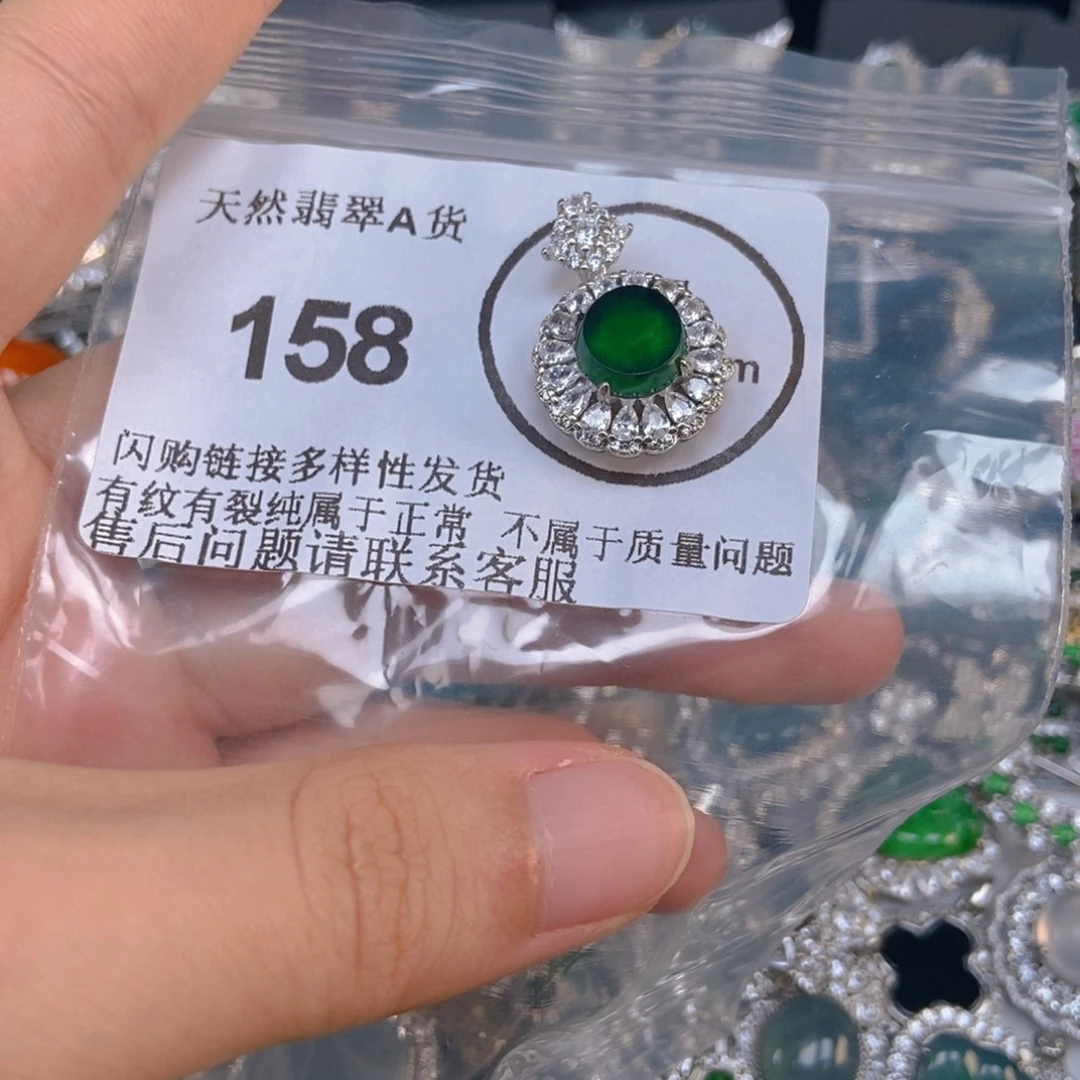 天然翡翠A货
158
m
闪购链接多样性发货
有纹有裂纯属于正常 不属于质量问题
售后问题请联系客服